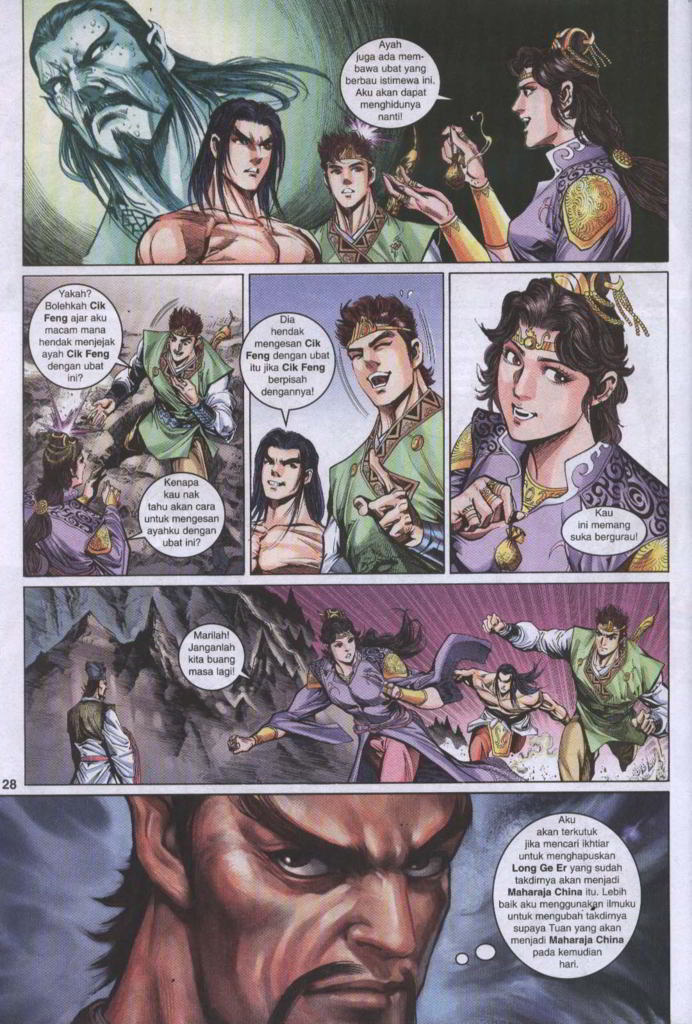 Ayah
juga ada mem-
bawa ubat yang
berbau istimewa ini.
Aku akan dapat
menghidunya
nanti!
Yakah?
Bolehkah Cik
Feng ajar aku
macam mana
hendak menjejak
ayah Cik Feng
dengan ubat
ini?
Kenapa
kau nak
tahu akan cara
untuk mengesan
ayahku dengan
ubat ini?
Dia
hendak
mengesan Cik
Feng dengan ubat
itu jika Cik Feng
berpisah
dengannya!
Kau
ini memang
suka bergurau!
Marilah!
Janganlah
kita buang
masa lagi!
28
Aku
akan terkutuk
jika mencari ikhtiar
untuk menghapuskan
Long Ge Er yang sudah
takdirnya akan menjadi
Maharaja China itu. Lebih
baik aku menggunakan ilmuku
untuk mengubah takdirnya
supaya Tuan yang akan
menjadi Maharaja China
pada kemudian
hari.